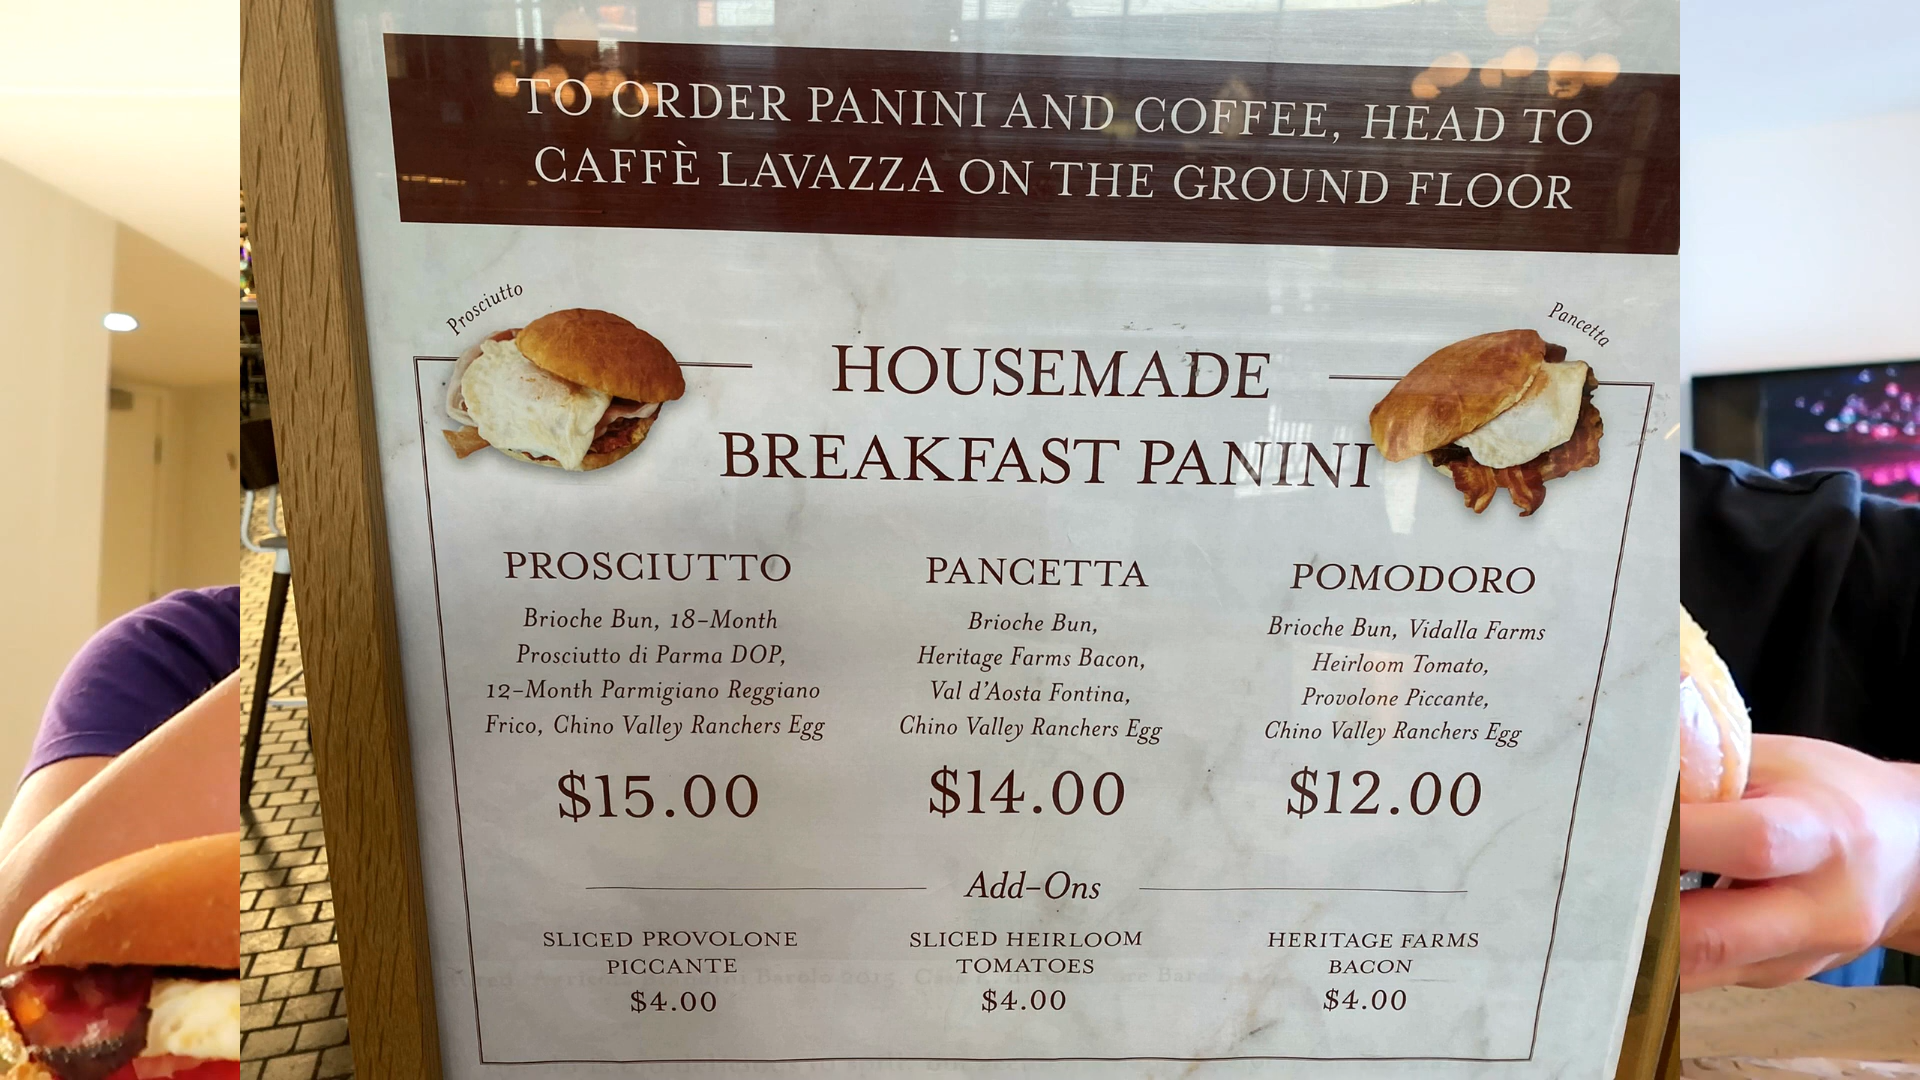 TO ORDER PANINI AND COFFEE, HEAD TO
CAFFÈ LAVAZZA ON THE GROUND FLOOR
Prosciutto
Pancetta
HOUSEMADE
BREAKFAST PANINI
PROSCIUTTO
Brioche Bun, 18-Month
Prosciutto di Parma DOP,
12-Month Parmigiano Reggiano
Frico, Chino Valley Ranchers Egg
$15.00
PANCETTA
Brioche Bun,
Heritage Farms Bacon,
Val d'Aosta Fontina,
Chino Valley Ranchers Egg
$14.00
POMODORO
Brioche Bun, Vidalla Farms
Heirloom Tomato,
Provolone Piccante,
Chino Valley Ranchers Egg
$12.00
Add-Ons
SLICED PROVOLONE
PICCANTE
$4.00
SLICED HEIRLOOM
TOMATOES
$4.00
HERITAGE FARMS
BACON
$4.00